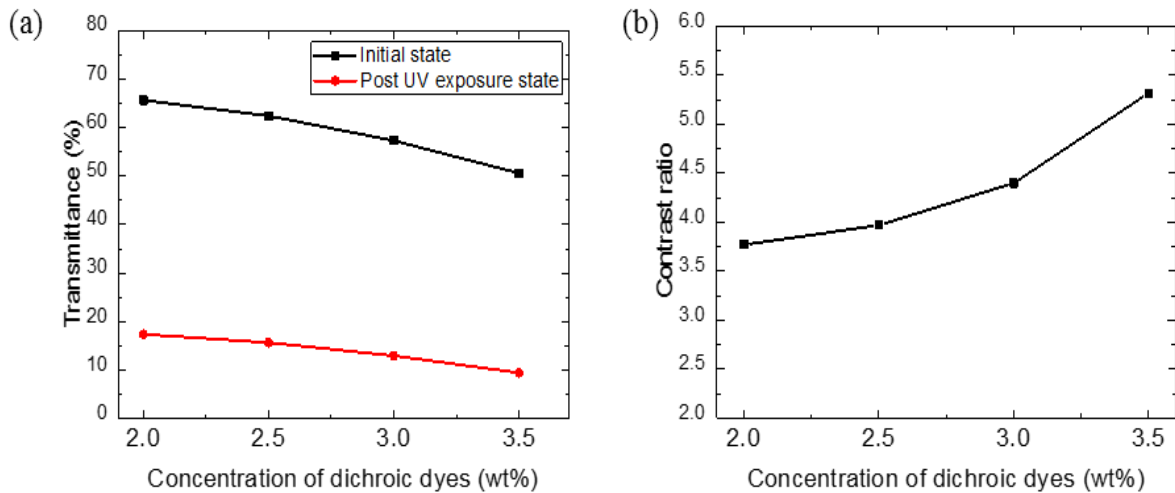 (a)
80
70
60
50
40
30
20
10
0
Transmittance (%)
Initial state
Post UV exposure state
2.0 2.5 3.0 3.5
Concentration of dichroic dyes (wt%)
(b)
6.0
5.5
5.0
4.5
4.0
3.5
3.0
2.5
2.0
Contrast ratio
2.0 2.5 3.0 3.5
Concentration of dichroic dyes (wt%)